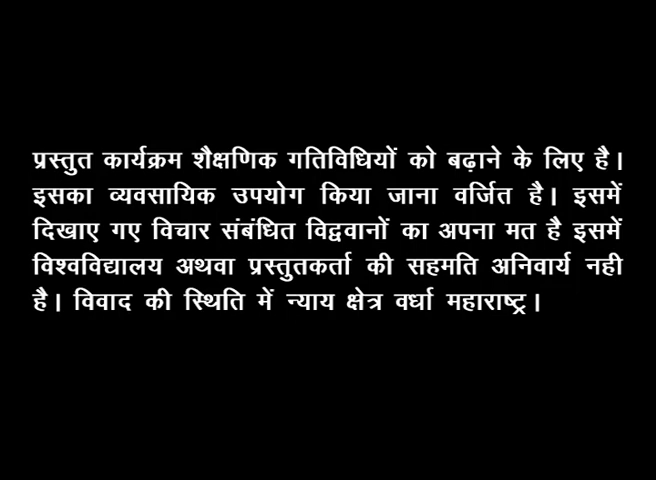 प्रस्तुत कार्यक्रम शैक्षणिक गतिविधियों को बढ़ाने के लिए है।
इसका व्यवसायिक उपयोग किया जाना वर्जित है। इसमें
दिखाए गए विचार संबंधित विद्ववानों का अपना मत है इसमें
विश्वविद्यालय अथवा प्रस्तुतकर्ता की सहमति अनिवार्य नही
है। विवाद की स्थिति में न्याय क्षेत्र वर्धा महाराष्ट्र।